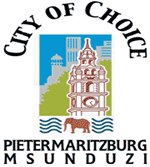 CITY OF CHOICE
PIETERMARITZBURG
MSUNDUZI